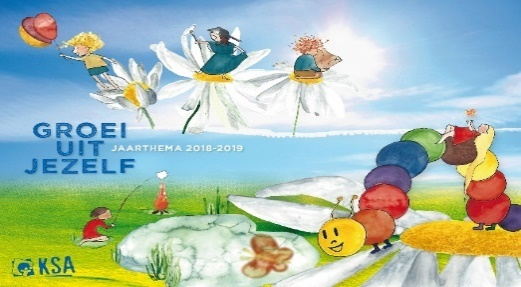 GROEI
UIT
JEZELF
JAARTHEMA 2018-2019
KSA